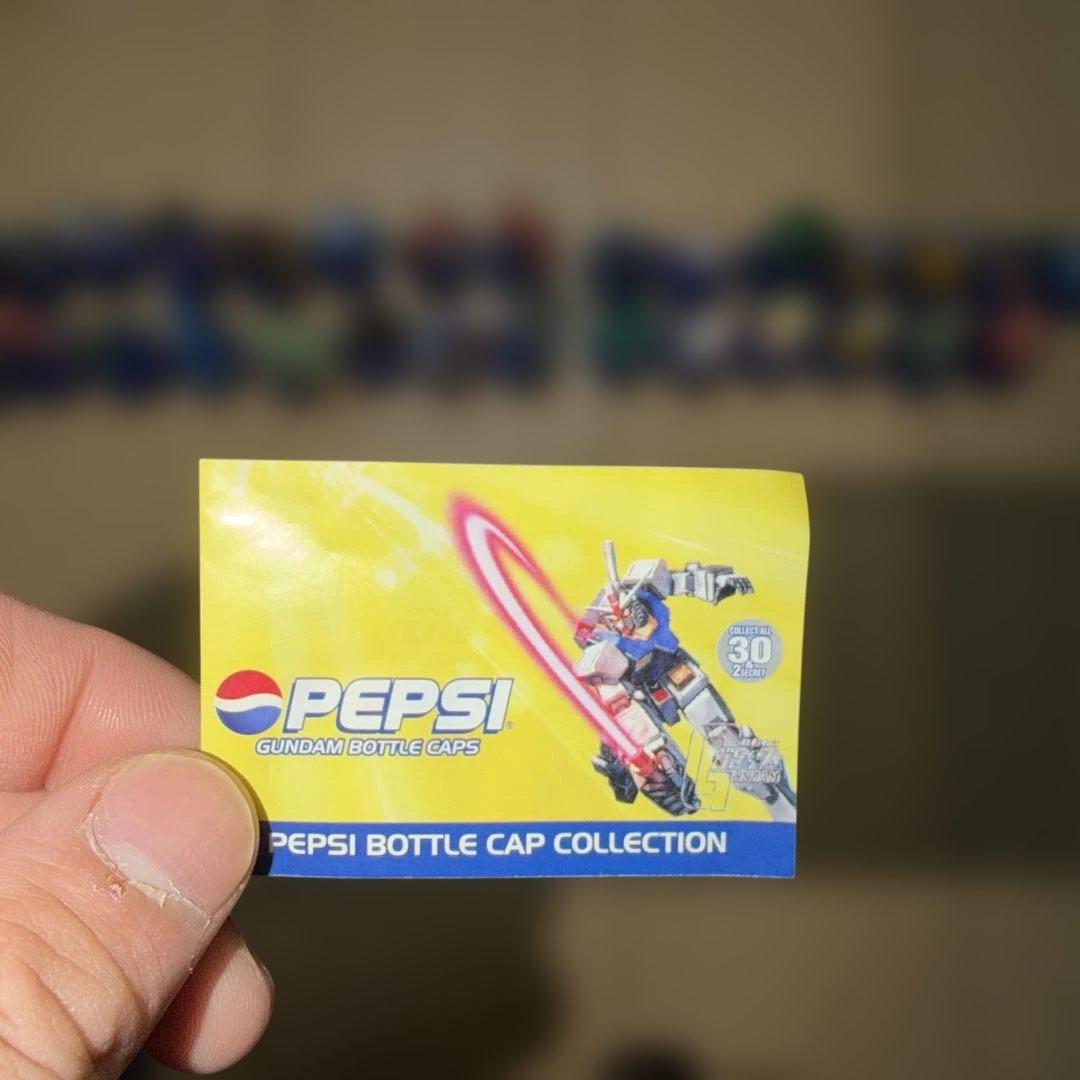 PEPSI
GUNDAM BOTTLE CAPS
COLLECT ALL
30
&
2 SECRET
PEPSI BOTTLE CAP COLLECTION